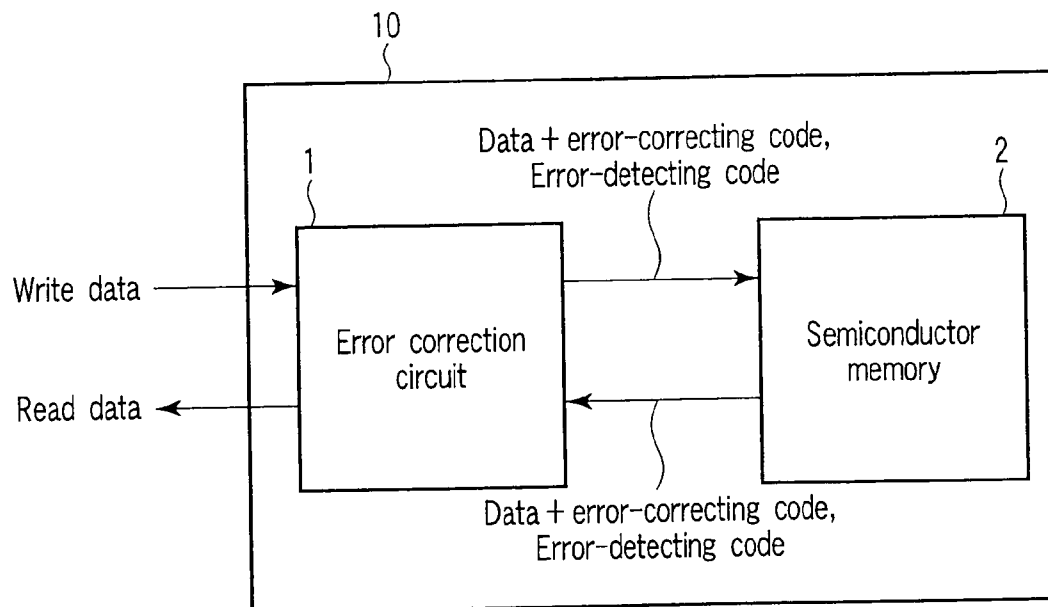 10
Data + error-correcting code,
Error-detecting code
1
2
Write data
Error correction
circuit
Semiconductor
memory
Read data
Data + error-correcting code,
Error-detecting code